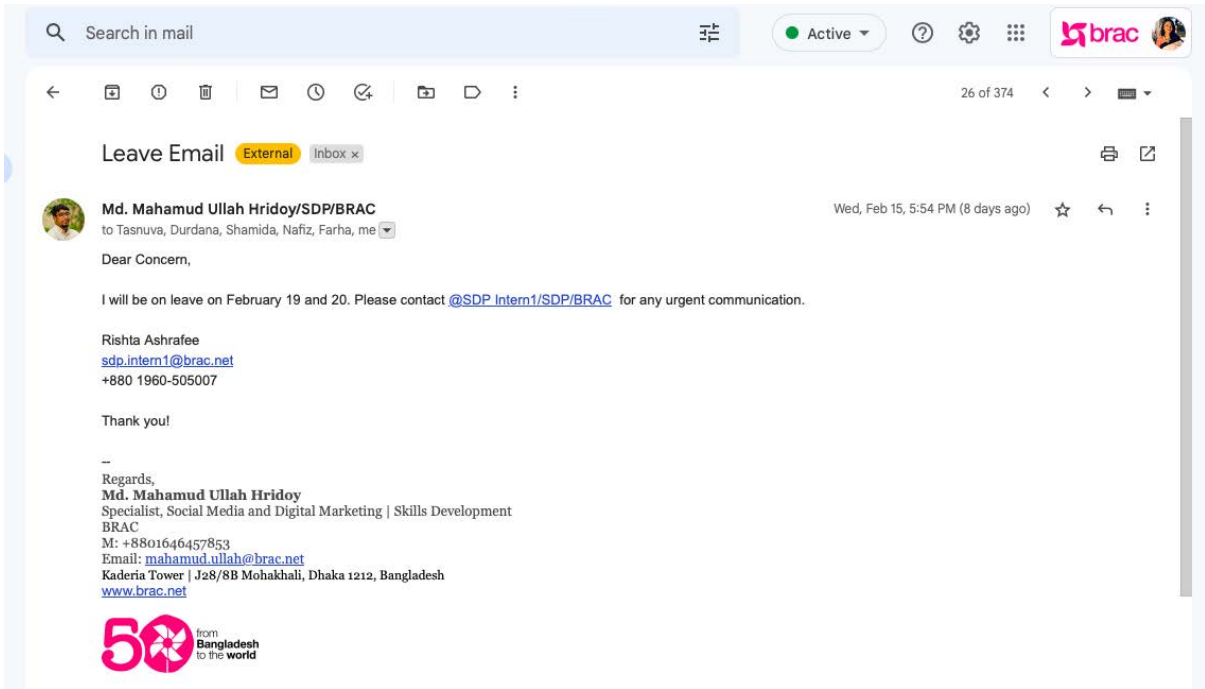 Search in mail
Active
brac
26 of 374
Leave Email External Inbox x
Md. Mahamud Ullah Hridoy/SDP/BRAC
Wed, Feb 15, 5:54 PM (8 days ago)
to Tasnuva, Durdana, Shamida, Nafiz, Farha, me
Dear Concern,
I will be on leave on February 19 and 20. Please contact @SDP Intern1/SDP/BRAC for any urgent communication.
Rishta Ashrafee
sdp.intern1@brac.net
+880 1960-505007
Thank you!
--
Regards,
Md. Mahamud Ullah Hridoy
Specialist, Social Media and Digital Marketing | Skills Development
BRAC
M: +8801646457853
Email: mahamud.ullah@brac.net
Kaderia Tower | J28/8B Mohakhali, Dhaka 1212, Bangladesh
www.brac.net
50 from
Bangladesh
to the world